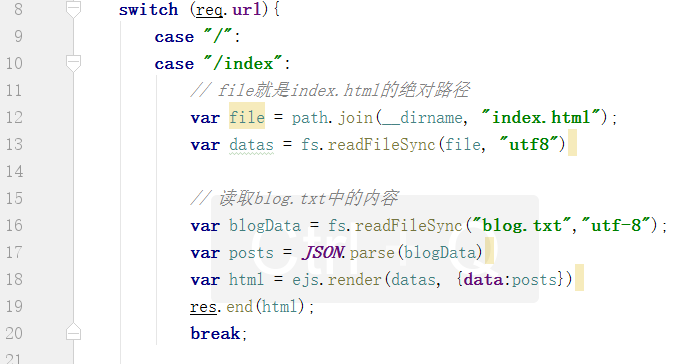 8 switch (req.url){
9 case "/":
10 case "/index":
11 // file就是index.html的绝对路径
12 var file = path.join(__dirname, "index.html");
13 var datas = fs.readFileSync(file, "utf8")
14
15 // 读取blog.txt中的内容
16 var blogData = fs.readFileSync("blog.txt","utf-8");
17 var posts = JSON.parse(blogData)
18 var html = ejs.render(datas, {data:posts})
19 res.end(html);
20 break;
21